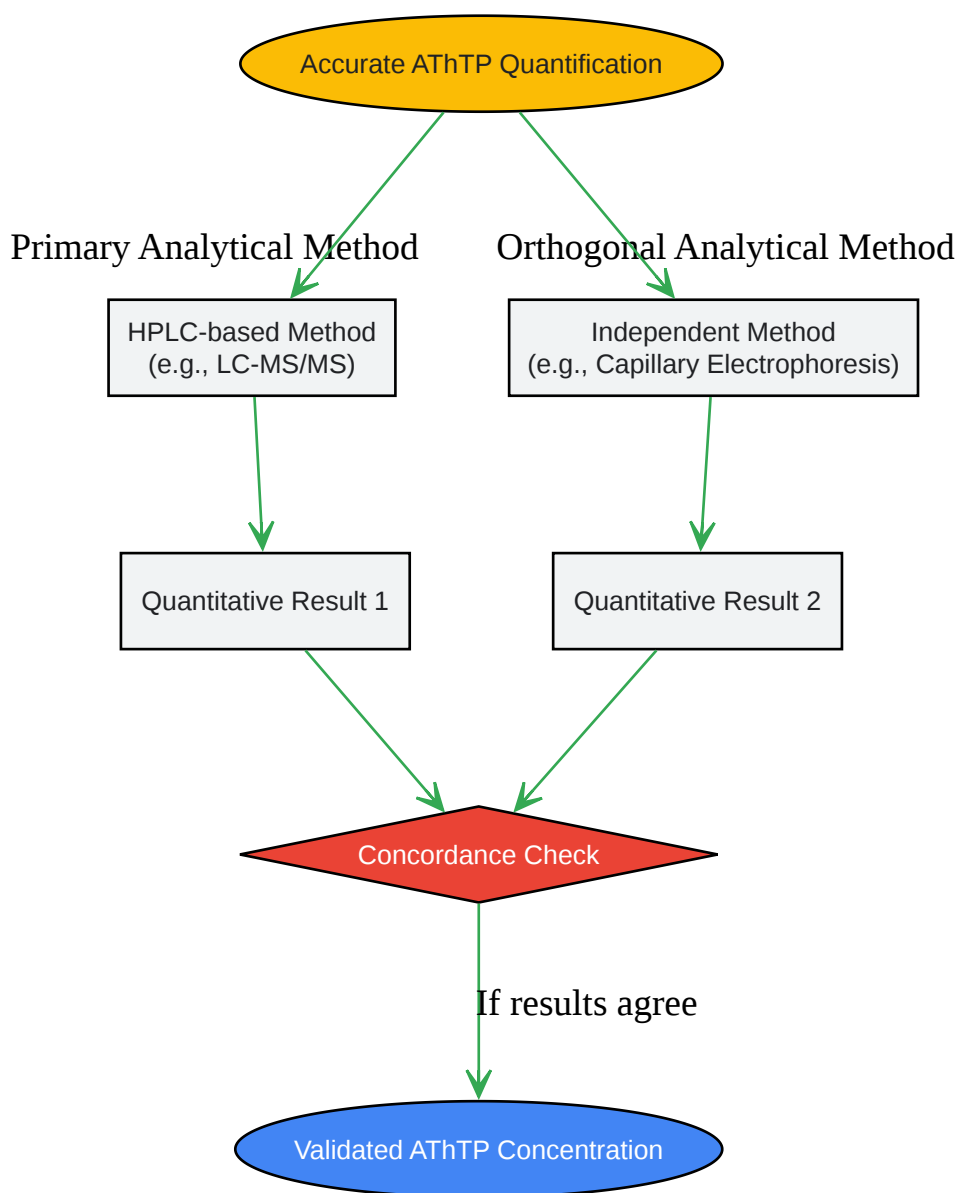 Accurate AThTP Quantification
Primary Analytical Method
Orthogonal Analytical Method
HPLC-based Method
(e.g., LC-MS/MS)
Independent Method
(e.g., Capillary Electrophoresis)
Quantitative Result 1
Quantitative Result 2
Concordance Check
If results agree
Validated AThTP Concentration